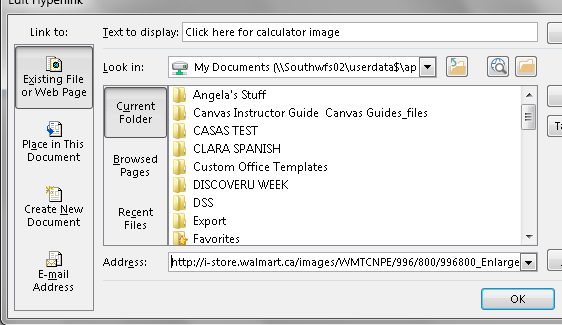 Edit Hyperlink
Link to:
Text to display: Click here for calculator image
Existing File
or Web Page
Look in: My Documents (\\Southwfs02\userdata$\ap
Current
Folder
Angela's Stuff
Canvas Instructor Guide Canvas Guides_files
CASAS TEST
CLARA SPANISH
Custom Office Templates
DISCOVERU WEEK
DSS
Export
Favorites
Place in This
Document
Browsed
Pages
Create New
Document
Recent
Files
E-mail
Address
Address: http://i-store.walmart.ca/images/WMTCNPE/996/800/996800_Enlarge
OK